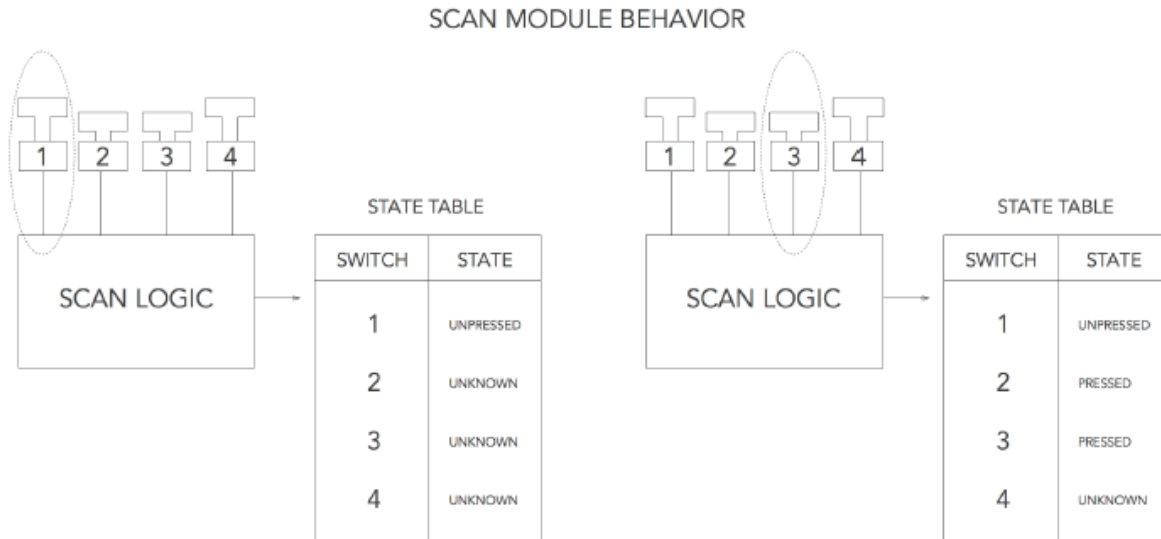 SCAN MODULE BEHAVIOR
1 2 3 4
SCAN LOGIC
STATE TABLE
SWITCH STATE
1 UNPRESSED
2 UNKNOWN
3 UNKNOWN
4 UNKNOWN
1 2 3 4
SCAN LOGIC
STATE TABLE
SWITCH STATE
1 UNPRESSED
2 PRESSED
3 PRESSED
4 UNKNOWN